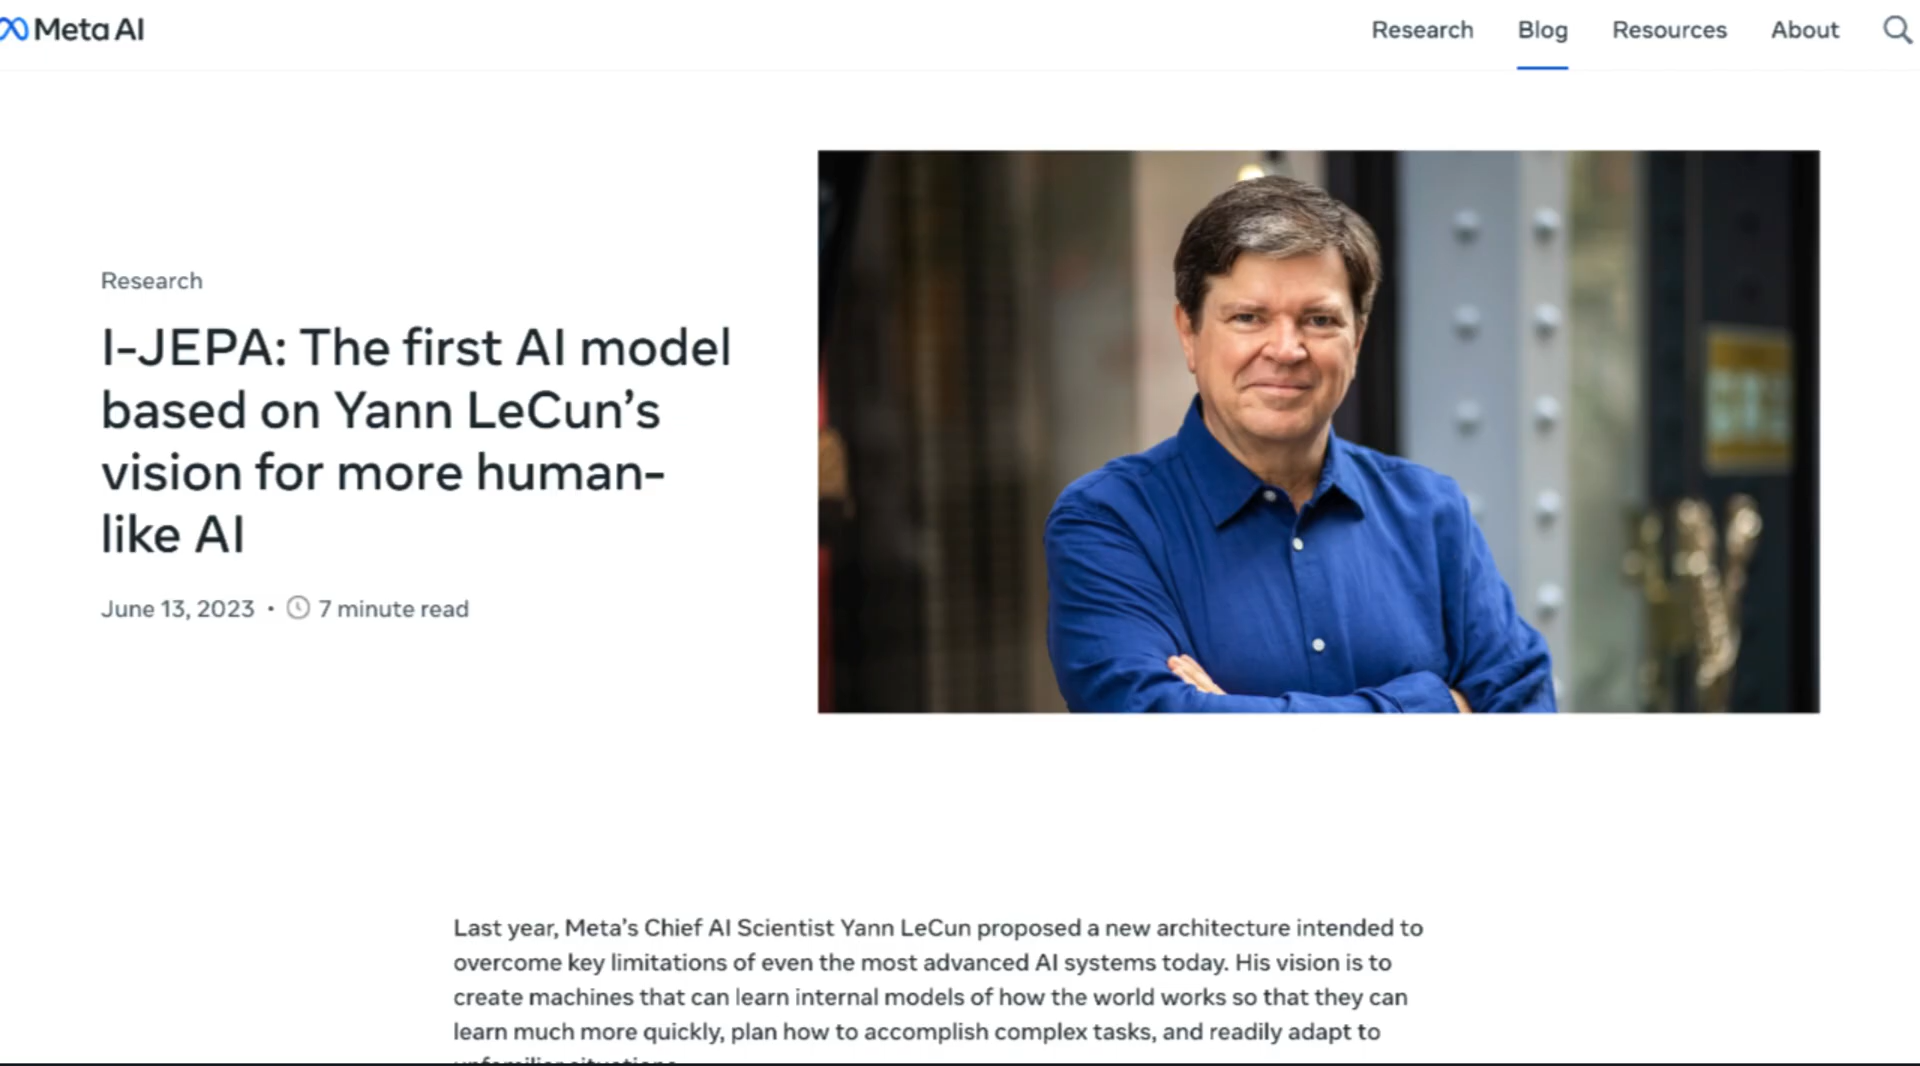 Meta AI
Research Blog Resources About
Research
I-JEPA: The first AI model
based on Yann LeCun’s
vision for more human-
like AI
June 13, 2023 • 7 minute read
Last year, Meta’s Chief AI Scientist Yann LeCun proposed a new architecture intended to
overcome key limitations of even the most advanced AI systems today. His vision is to
create machines that can learn internal models of how the world works so that they can
learn much more quickly, plan how to accomplish complex tasks, and readily adapt to